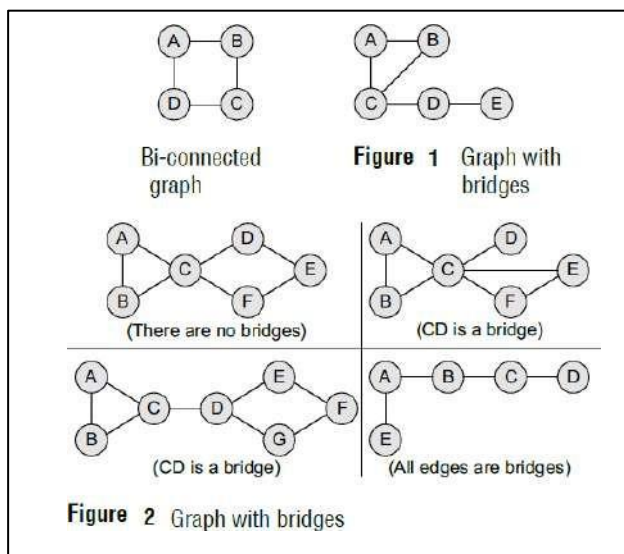 A B
D C
Bi-connected
graph
A B
C D E
Figure 1 Graph with
bridges
A D
C E
B F
(There are no bridges)
A D
C E
B F
(CD is a bridge)
A E
C D F
B G
(CD is a bridge)
A B C D
E
(All edges are bridges)
Figure 2 Graph with bridges